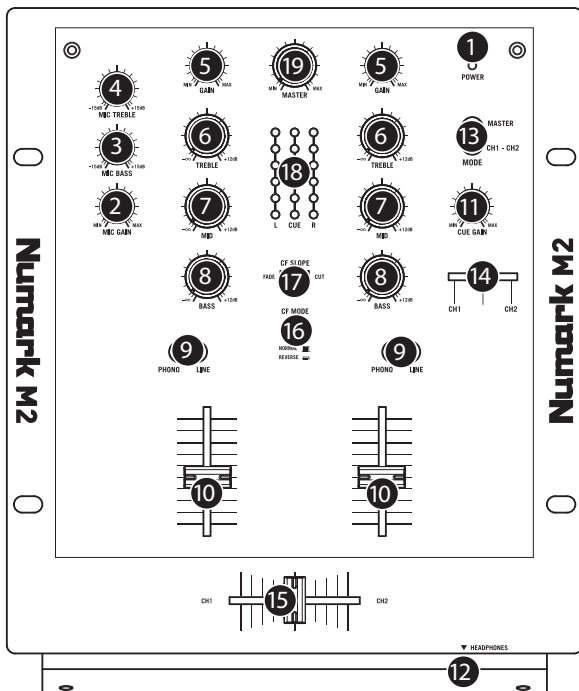 1
POWER
5
MIN MAX
GAIN
19
MIN MAX
MASTER
5
MIN MAX
GAIN
4
-15dB +15dB
MIC TREBLE
6
-∞ +12dB
TREBLE
6
-∞ +12dB
TREBLE
MASTER
13
CH1 - CH2
MODE
3
-15dB +15dB
MIC BASS
18
L CUE R
2
MIN MAX
MIC GAIN
7
-∞ +12dB
MID
7
-∞ +12dB
MID
11
MIN MAX
CUE GAIN
8
-∞ +12dB
BASS
CF SLOPE
FADE 17 CUT
8
-∞ +12dB
BASS
14
CH1 CH2
CF MODE
16
NORMAL
REVERSE
9
PHONO LINE
9
PHONO LINE
Numark M2
Numark M2
10
10
CH1 15 CH2
▼ HEADPHONES
12